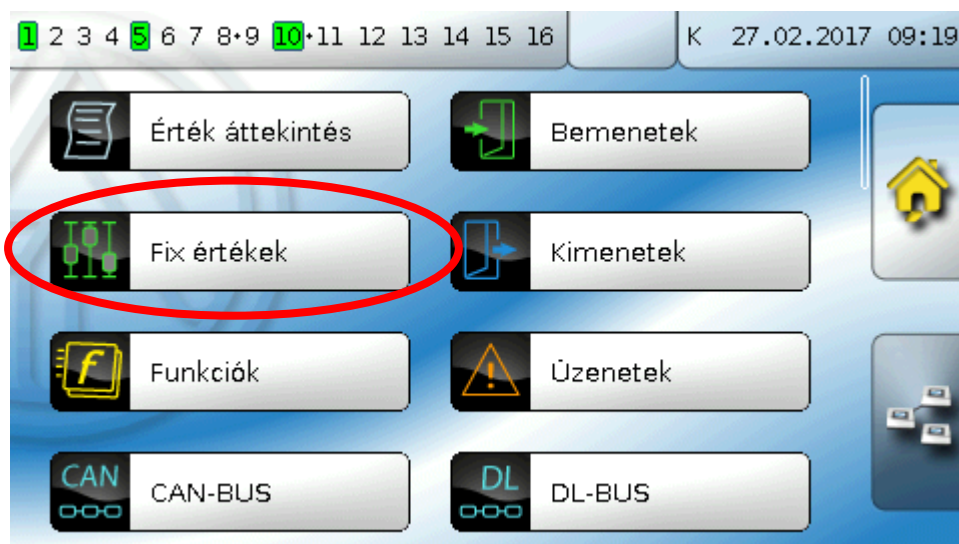 1 2 3 4 5 6 7 8•9 10•11 12 13 14 15 16 K 27.02.2017 09:19
Érték áttekintés Bemenetek
Fix értékek Kimenetek
f Funkciók Üzenetek
CAN CAN-BUS DL DL-BUS